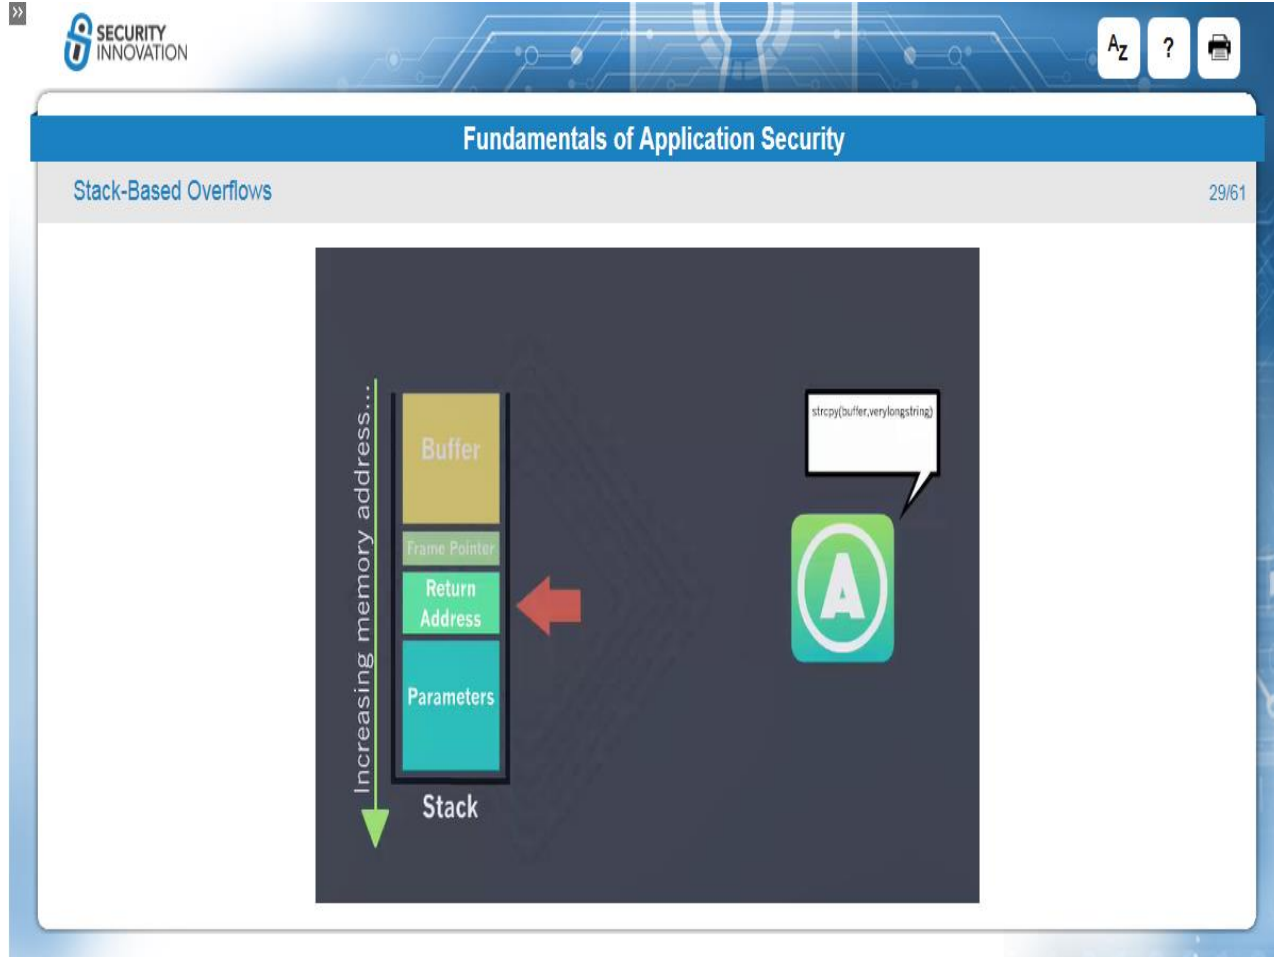 »
SECURITY
INNOVATION
AZ
?
Fundamentals of Application Security
Stack-Based Overflows
29/61
Increasing memory address...
Buffer
Frame Pointer
Return
Address
Parameters
Stack
strcpy(buffer,verylongstring)
A